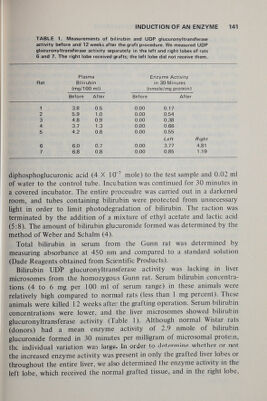 INDUCTION OF AN ENZYME 141
TABLE 1. Measurements of bilirubin and UDP glucuronyltransferase
activity before and 12 weeks after the graft procedure. We measured UDP
glucuronyltransferase activity separately in the left and right lobes of rats
6 and 7. The right lobe received grafts; the left lobe did not receive them.
Plasma Enzyme Activity
Rat Bilirubin in 30 Minutes
(mg/100 ml) (nmole/mg protein)
Before After Before After
1 3.8 0.5 0.00 0.17
2 5.9 1.0 0.00 0.54
3 4.8 0.9 0.00 0.38
4 3.7 1.3 0.00 0.66
5 4.2 0.8 0.00 0.55
Left Right
6 6.0 0.7 0.00 3.77 4.81
7 6.8 0.8 0.00 0.85 1.19
diphosphoglucuronic acid (4 × 10⁻⁷ mole) to the test sample and 0.02 ml
of water to the control tube. Incubation was continued for 30 minutes in
a covered incubator. The entire procedure was carried out in a darkened
room, and tubes containing bilirubin were protected from unnecessary
light in order to limit photodegradation of bilirubin. The raction was
terminated by the addition of a mixture of ethyl acetate and lactic acid
(5:8). The amount of bilirubin glucuronide formed was determined by the
method of Weber and Schalm (4).
Total bilirubin in serum from the Gunn rat was determined by
measuring absorbance at 450 nm and compared to a standard solution
(Dade Reagents obtained from Scientific Products).
Bilirubin UDP glucuronyltransferase activity was lacking in liver
microsomes from the homozygous Gunn rat. Serum bilirubin concentra-
tions (4 to 6 mg per 100 ml of serum range) in these animals were
relatively high compared to normal rats (less than 1 mg percent). These
animals were killed 12 weeks after the grafting operation. Serum bilirubin
concentrations were lower, and the liver microsomes showed bilirubin
glucuronyltransferase activity (Table 1). Although normal Wistar rats
(donors) had a mean enzyme activity of 2.9 nmole of bilirubin
glucuronide formed in 30 minutes per milligram of microsomal protein,
the individual variation was large. In order to determine whether or not
the increased enzyme activity was present in only the grafted liver lobes or
throughout the entire liver, we also determined the enzyme activity in the
left lobe, which received the normal grafted tissue, and in the right lobe,